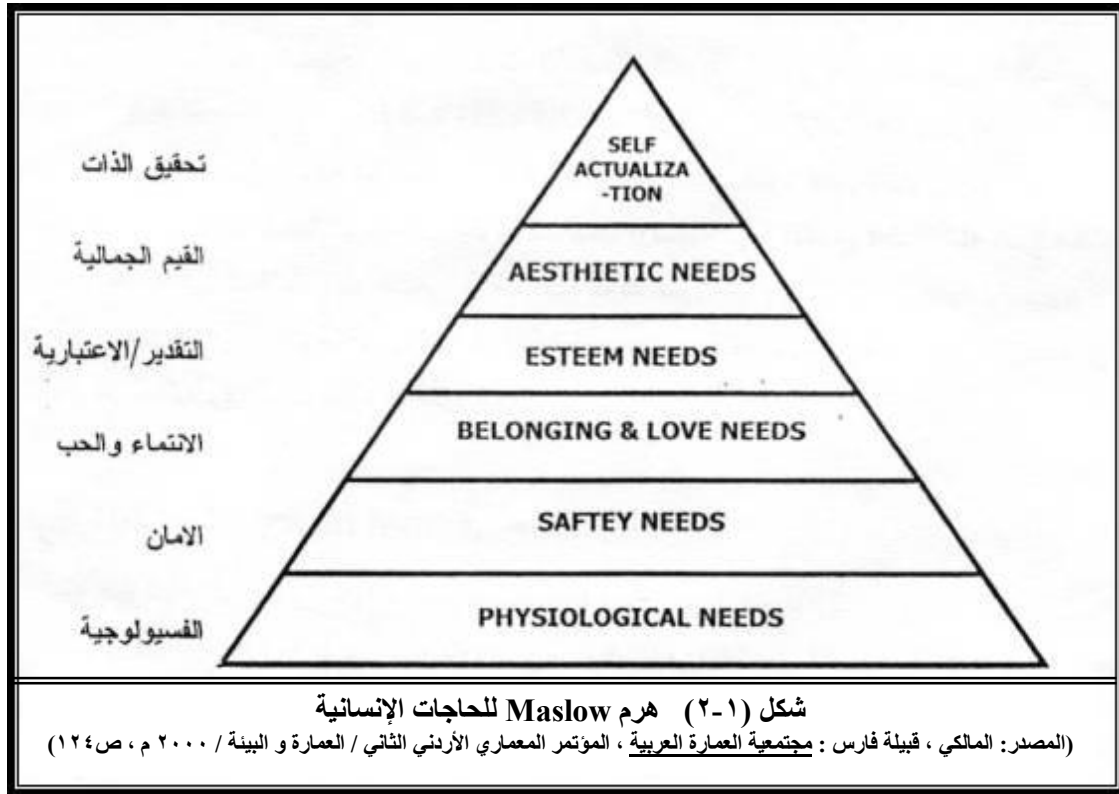 SELF
ACTUALIZA
-TION
تحقيق الذات
AESTHIETIC NEEDS
القيم الجمالية
ESTEEM NEEDS
التقدير/الاعتبارية
BELONGING & LOVE NEEDS
الانتماء والحب
SAFTEY NEEDS
الامان
PHYSIOLOGICAL NEEDS
الفسيولوجية
شكل (١-٢) هرم Maslow للحاجات الإنسانية
(المصدر: المالكي ، قبيلة فارس : مجتمعية العمارة العربية ، المؤتمر المعماري الأردني الثاني / العمارة و البيئة / ٢٠٠٠ م ، ص١٢٤)